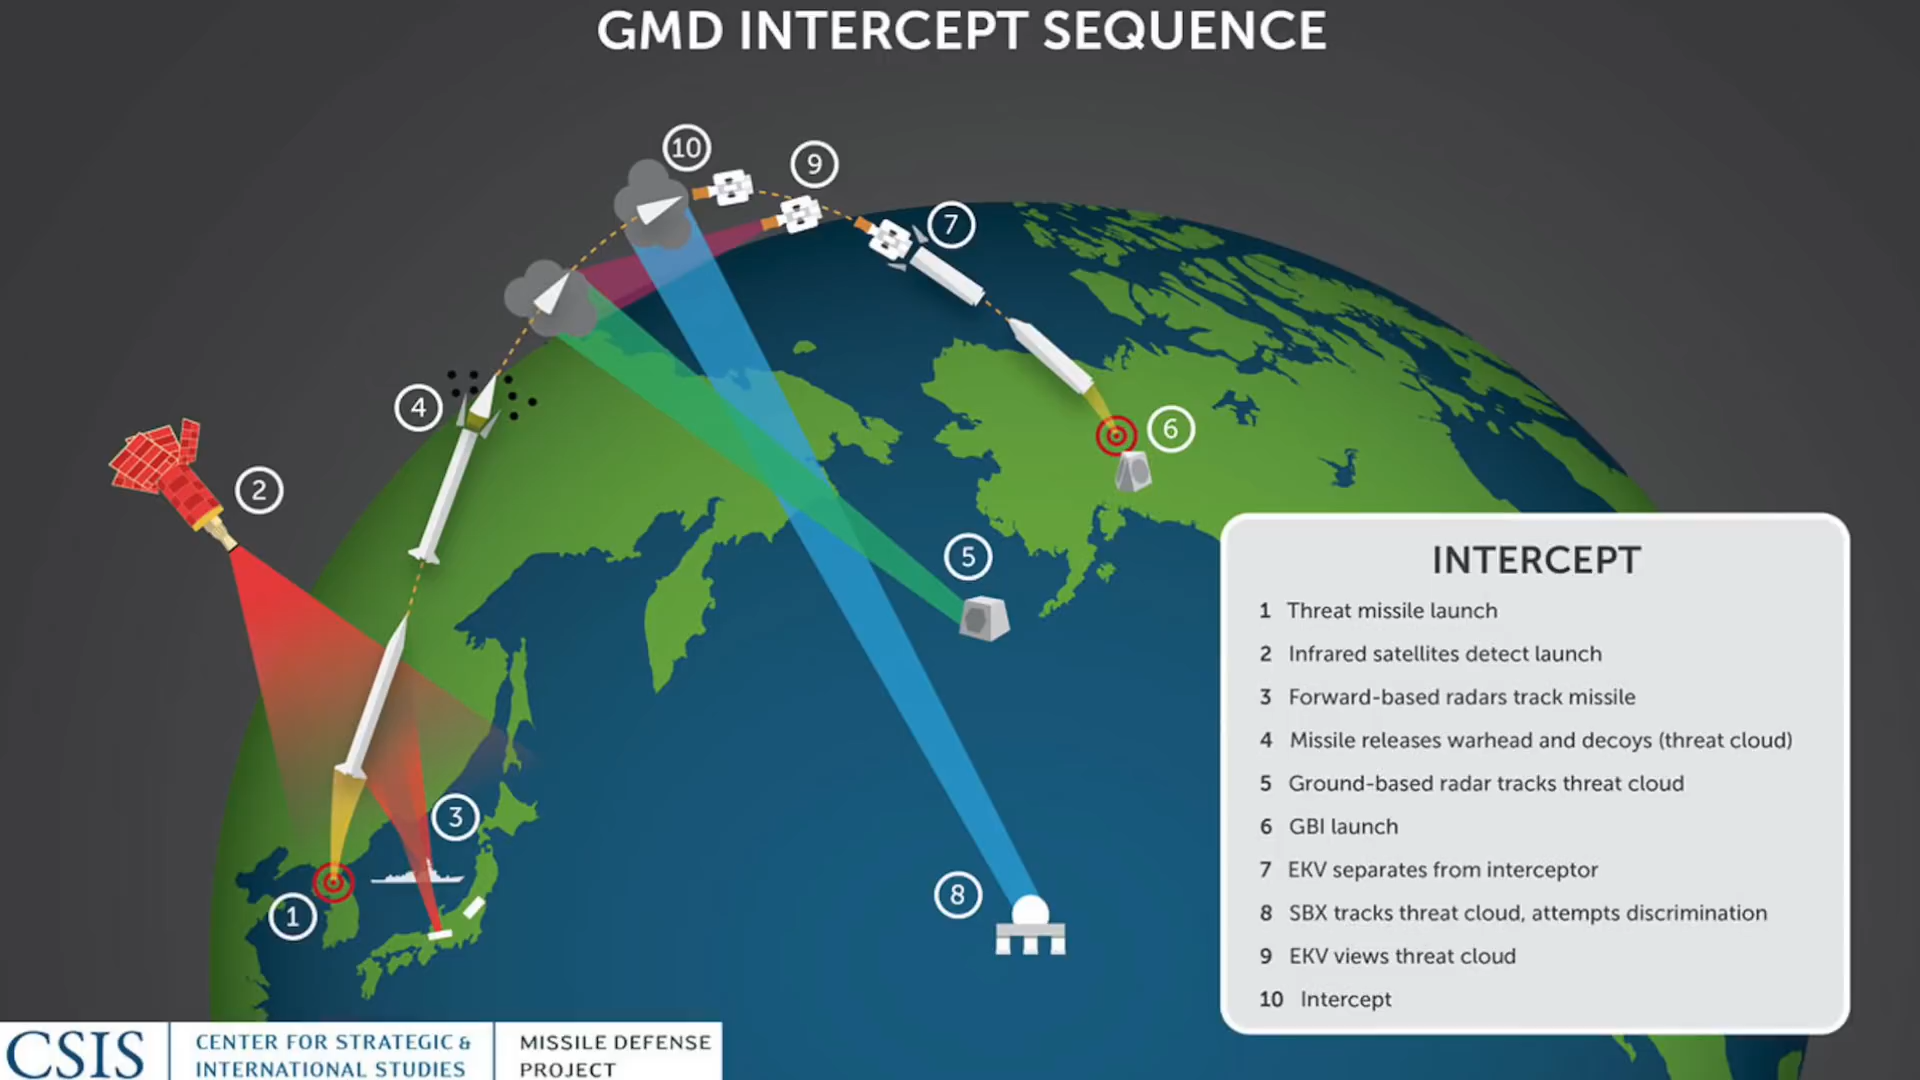 GMD INTERCEPT SEQUENCE
10
9
7
4
6
2
5
3
8
1
INTERCEPT
1 Threat missile launch
2 Infrared satellites detect launch
3 Forward-based radars track missile
4 Missile releases warhead and decoys (threat cloud)
5 Ground-based radar tracks threat cloud
6 GBI launch
7 EKV separates from interceptor
8 SBX tracks threat cloud, attempts discrimination
9 EKV views threat cloud
10 Intercept
CSIS
CENTER FOR STRATEGIC &
INTERNATIONAL STUDIES
MISSILE DEFENSE
PROJECT